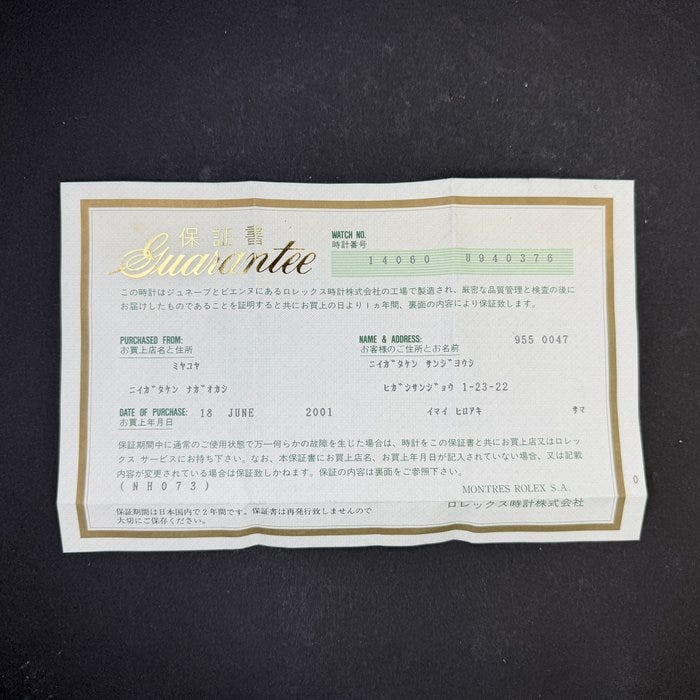 保証書
Guarantee
WATCH NO.
時計番号
14060 U940376
この時計はジュネーブとビエンヌにあるロレックス時計株式会社の工場で製造され、厳密な品質管理と検査の後に
お届けしたものであることを証明すると共にお買上の日より1ヵ年間、裏面の内容により保証致します。
PURCHASED FROM:
お買上店名と住所
ミヤコヤ
ニイガﾞタケン ナガﾞオカシ
NAME & ADDRESS: 955 0047
お客様のご住所とお名前
ニイガﾞタケン サンジﾞヨウシ
ヒガﾞシサンジﾞヨウ 1-23-22
DATE OF PURCHASE: 18 JUNE 2001
お買上年月日
イマイ ヒロアキ サマ
保証期間中に通常のご使用状態で万一何らかの故障を生じた場合は、時計をこの保証書と共にお買上店又はロレッ
クス サービスにお持ち下さい。なお、本保証書にお買上店名、お買上年月日が記入されていない場合、又は記載
内容が変更されている場合は保証致しかねます。保証の内容は裏面をご参照下さい。
(NH073)
MONTRES ROLEX S.A.
ロレックス時計株式会社
保証期間は日本国内で2年間です。保証書は再発行致しませんので
大切にご保存ください。
0